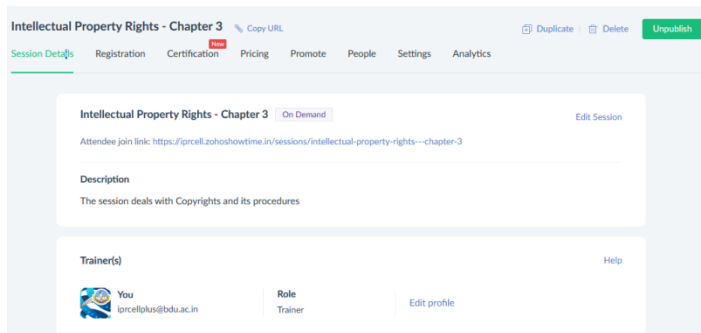 Intellectual Property Rights - Chapter 3 Copy URL Duplicate Delete Unpublish
Session Details Registration Certification New Pricing Promote People Settings Analytics
Intellectual Property Rights - Chapter 3 On Demand Edit Session
Attendee join link: https://iprcell.zohoshowtime.in/sessions/intellectual-property-rights---chapter-3
Description
The session deals with Copyrights and its procedures
Trainer(s) Help
You Role
iprcellplus@bdu.ac.in Trainer Edit profile